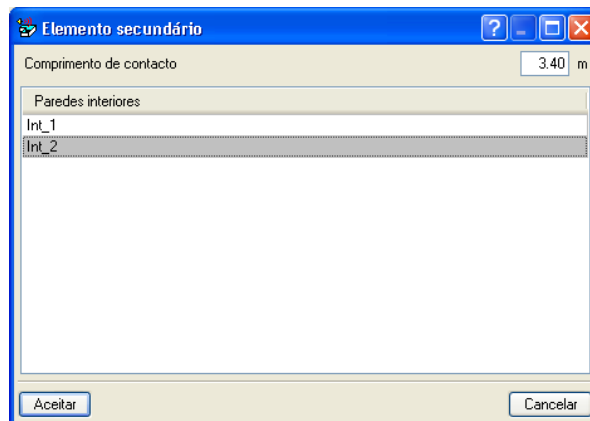 Elemento secundário
Comprimento de contacto 3.40 m
Paredes interiores
Int_1
Int_2
Aceitar Cancelar